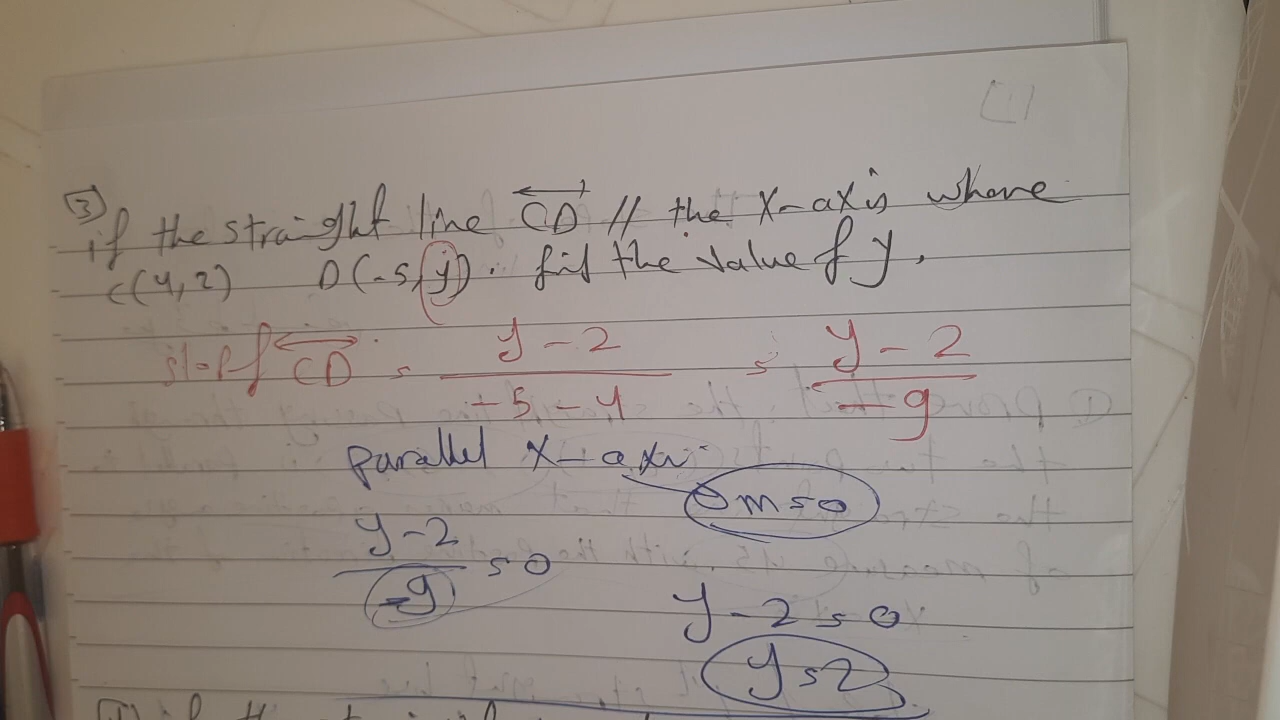 3
if the straight line CD // the X-axis where
C(4,2) D(-5,y). find the value of y.
slop of CD = y-2 / -5-4 = y-2 / -9
parallel X-axis
m=0
y-2 / -9 = 0
y-2=0
y=2